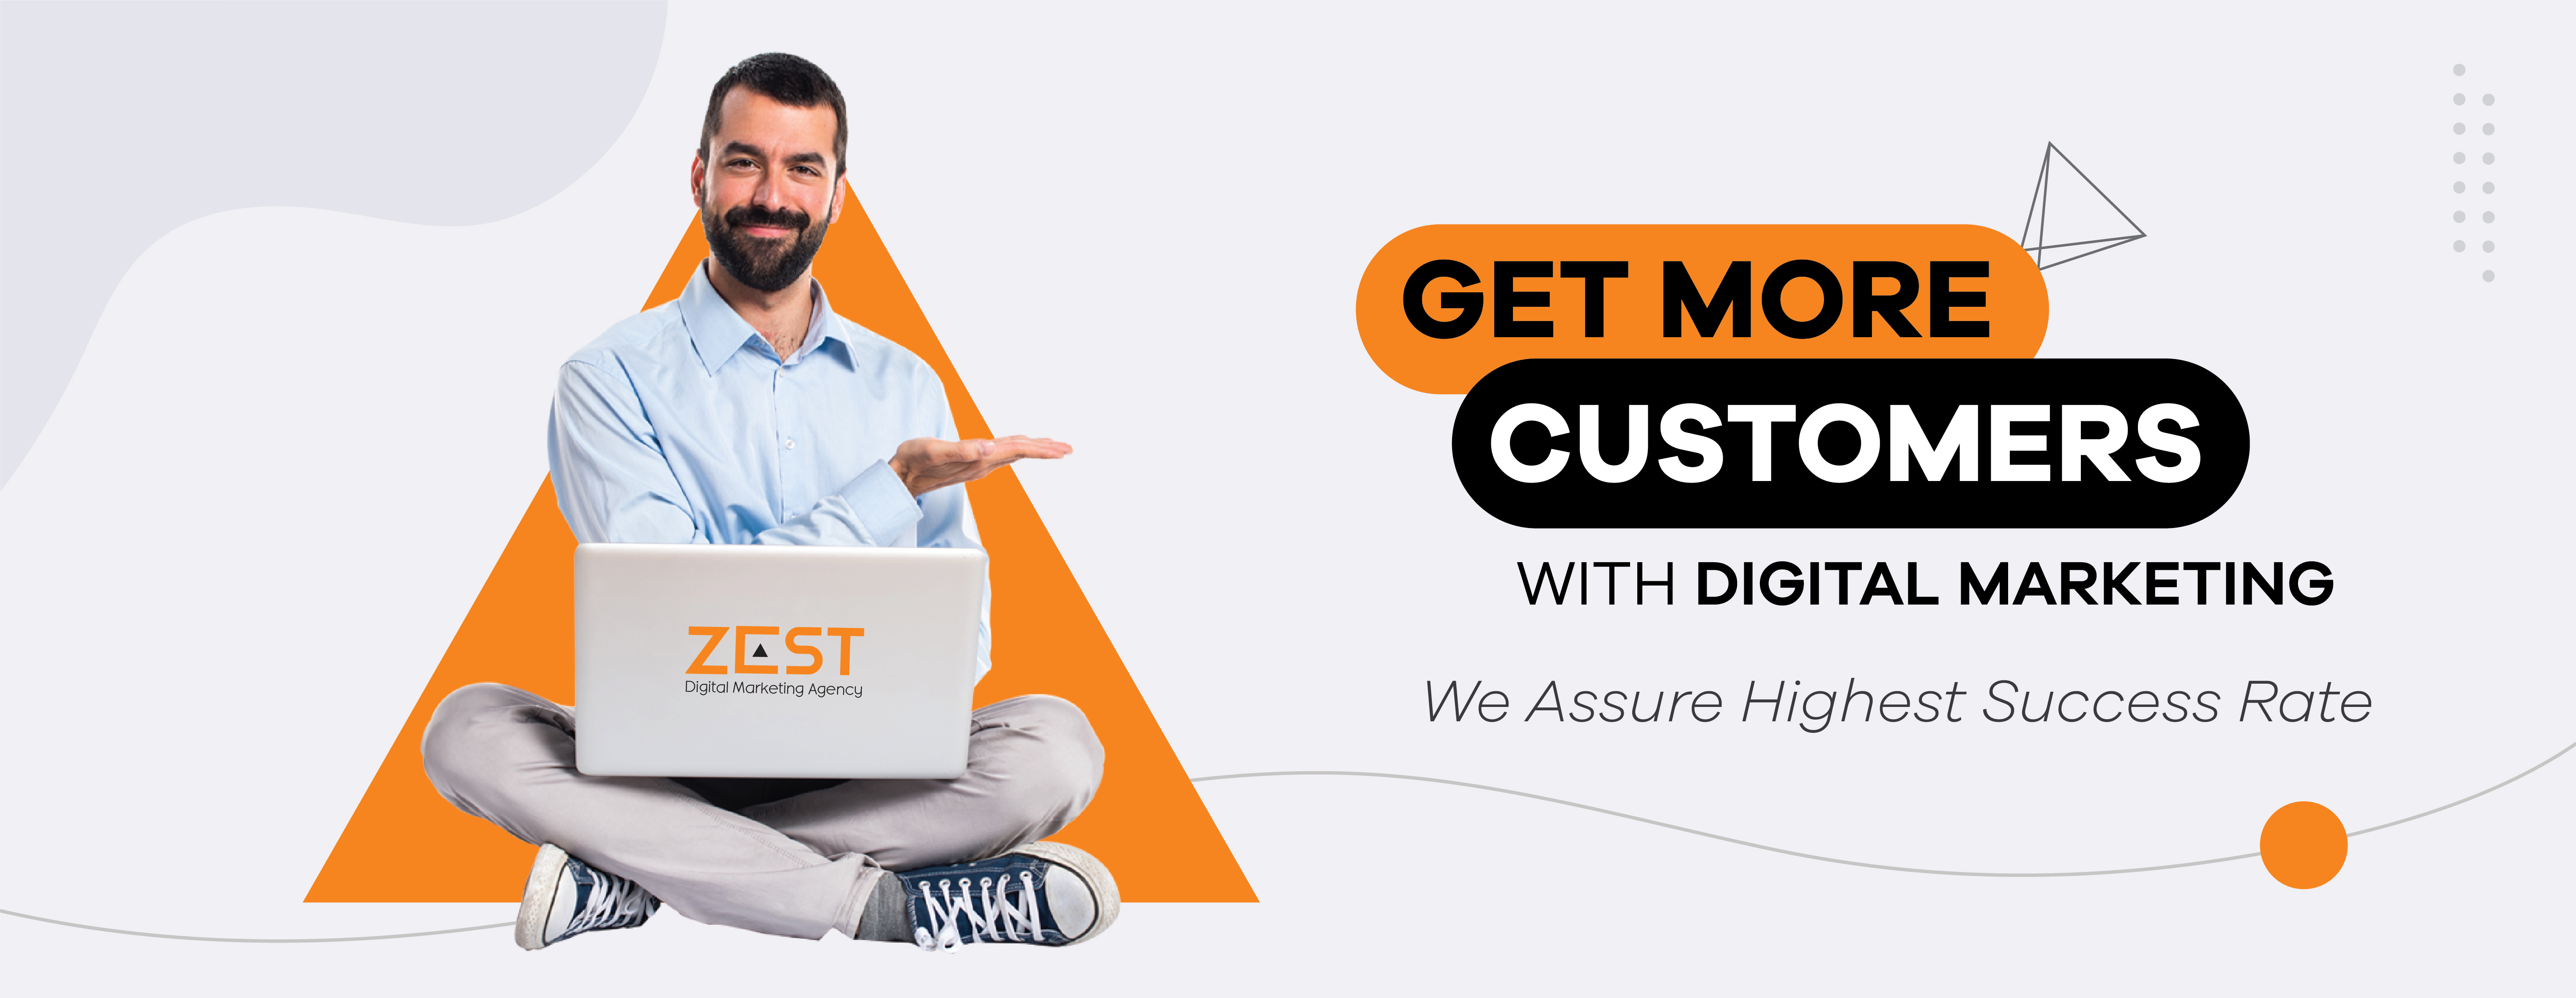 GET MORE
CUSTOMERS
WITH DIGITAL MARKETING
We Assure Highest Success Rate
ZEST
Digital Marketing Agency